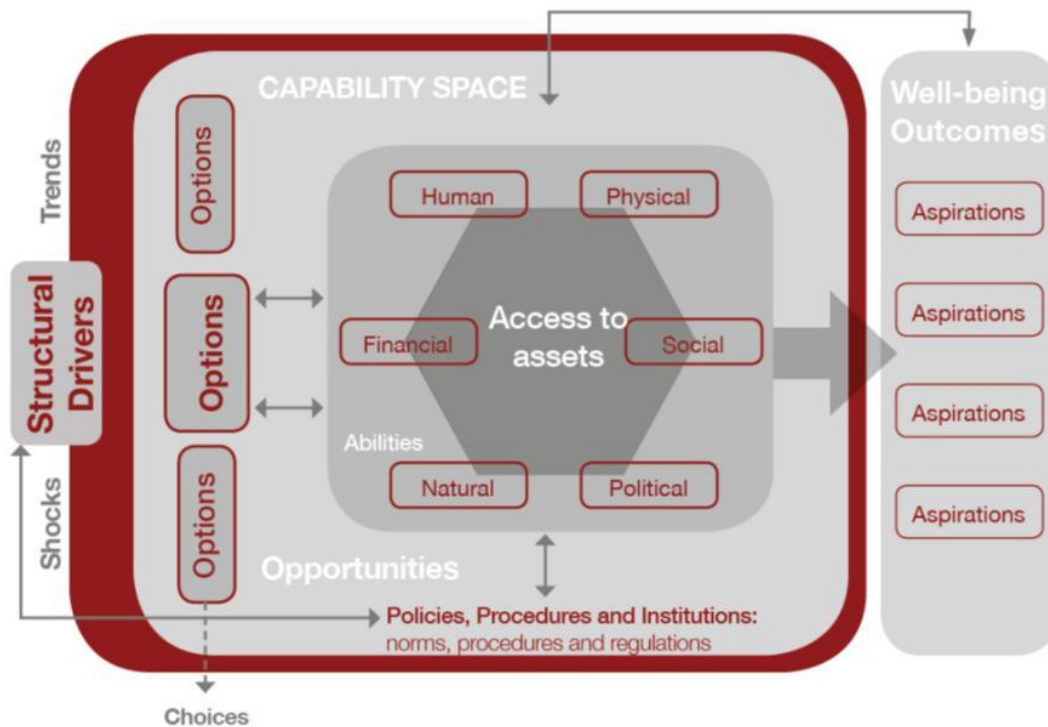 CAPABILITY SPACE
Well-being
Outcomes
Trends
Structural
Drivers
Shocks
Options
Options
Options
Human
Physical
Financial
Access to
assets
Social
Abilities
Natural
Political
Opportunities
Policies, Procedures and Institutions:
norms, procedures and regulations
Choices
Aspirations
Aspirations
Aspirations
Aspirations